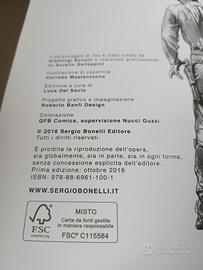 Il personaggio di Tex è stato creato da
Gianluigi Bonelli e realizzato graficamente
da Aurelio Galleppini
Illustrazione di copertina
Corrado Mastantuono
Edizione a cura di
Luca Del Savio
Progetto grafico e impaginazione
Roberto Banfi Design
Colorazione
GFB Comics, supervisione Nucci Guzzi
© 2016 Sergio Bonelli Editore
Tutti i diritti riservati.
È proibita la riproduzione dell'opera,
sia globalmente, sia in parte, sia in ogni forma,
senza concessione esplicita dell'editore.
Prima edizione: ottobre 2016
ISBN: 978-88-6961-100-1
WWW.SERGIOBONELLI.IT
FSC
www.fsc.org
MISTO
Carta da fonti gestite
in maniera responsabile
FSC® C115584
subito